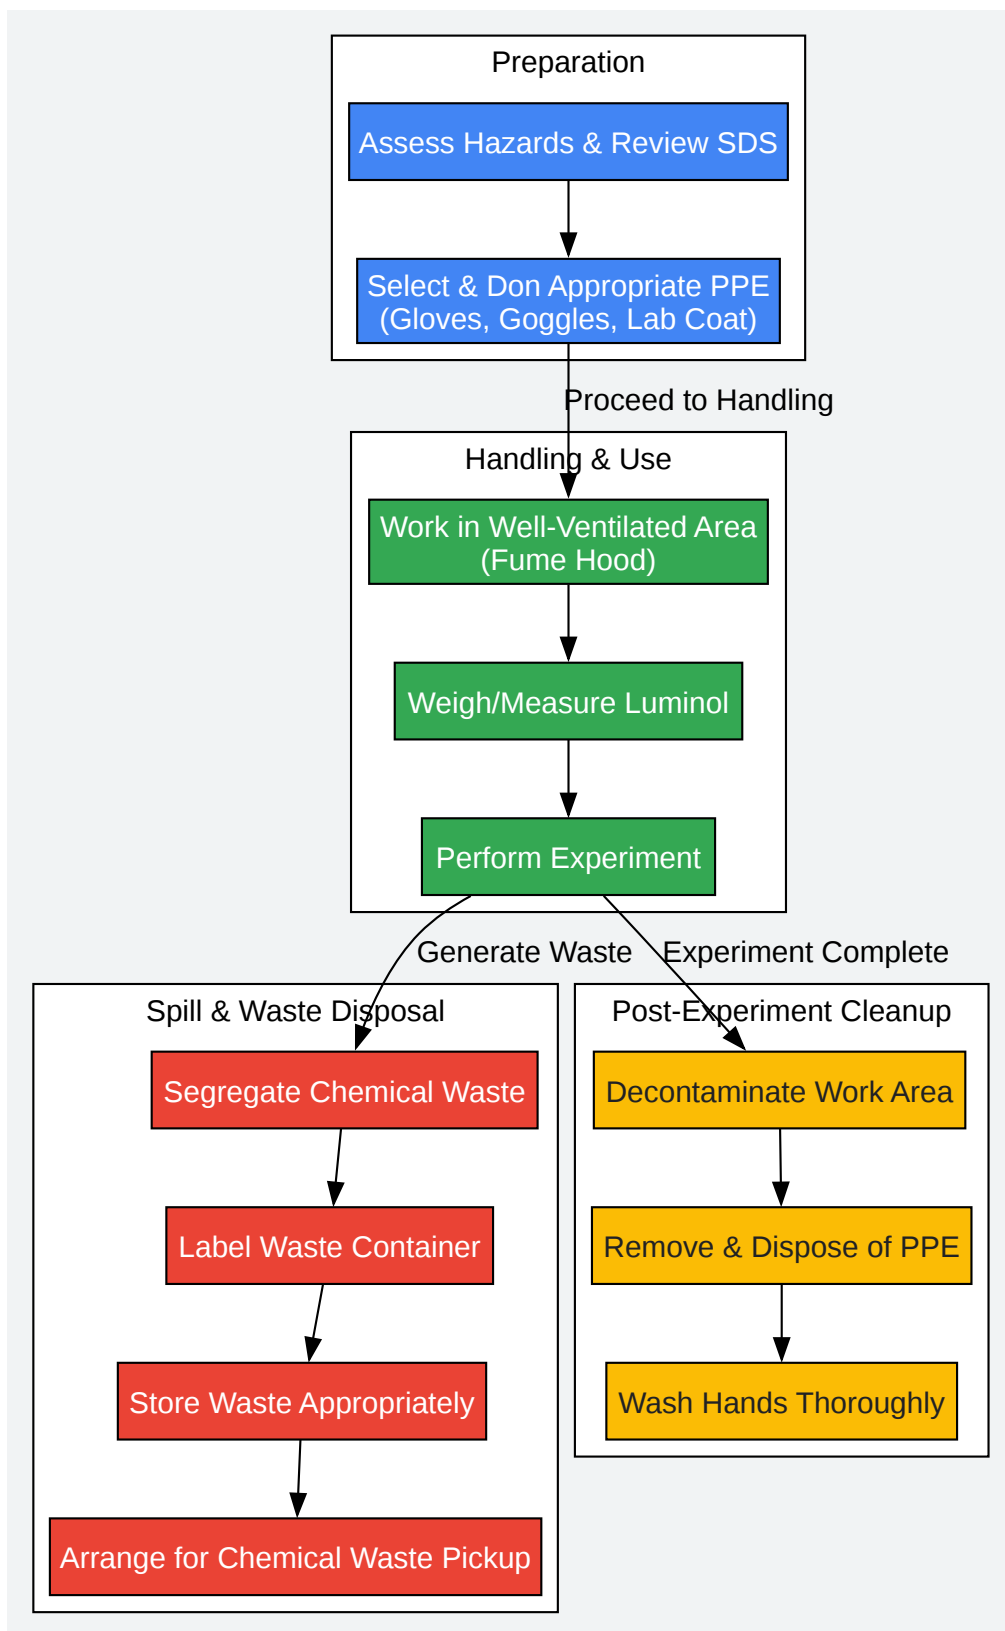 Preparation
Assess Hazards & Review SDS
Select & Don Appropriate PPE
(Gloves, Goggles, Lab Coat)
Proceed to Handling
Handling & Use
Work in Well-Ventilated Area
(Fume Hood)
Weigh/Measure Luminol
Perform Experiment
Generate Waste
Experiment Complete
Spill & Waste Disposal
Segregate Chemical Waste
Label Waste Container
Store Waste Appropriately
Arrange for Chemical Waste Pickup
Post-Experiment Cleanup
Decontaminate Work Area
Remove & Dispose of PPE
Wash Hands Thoroughly